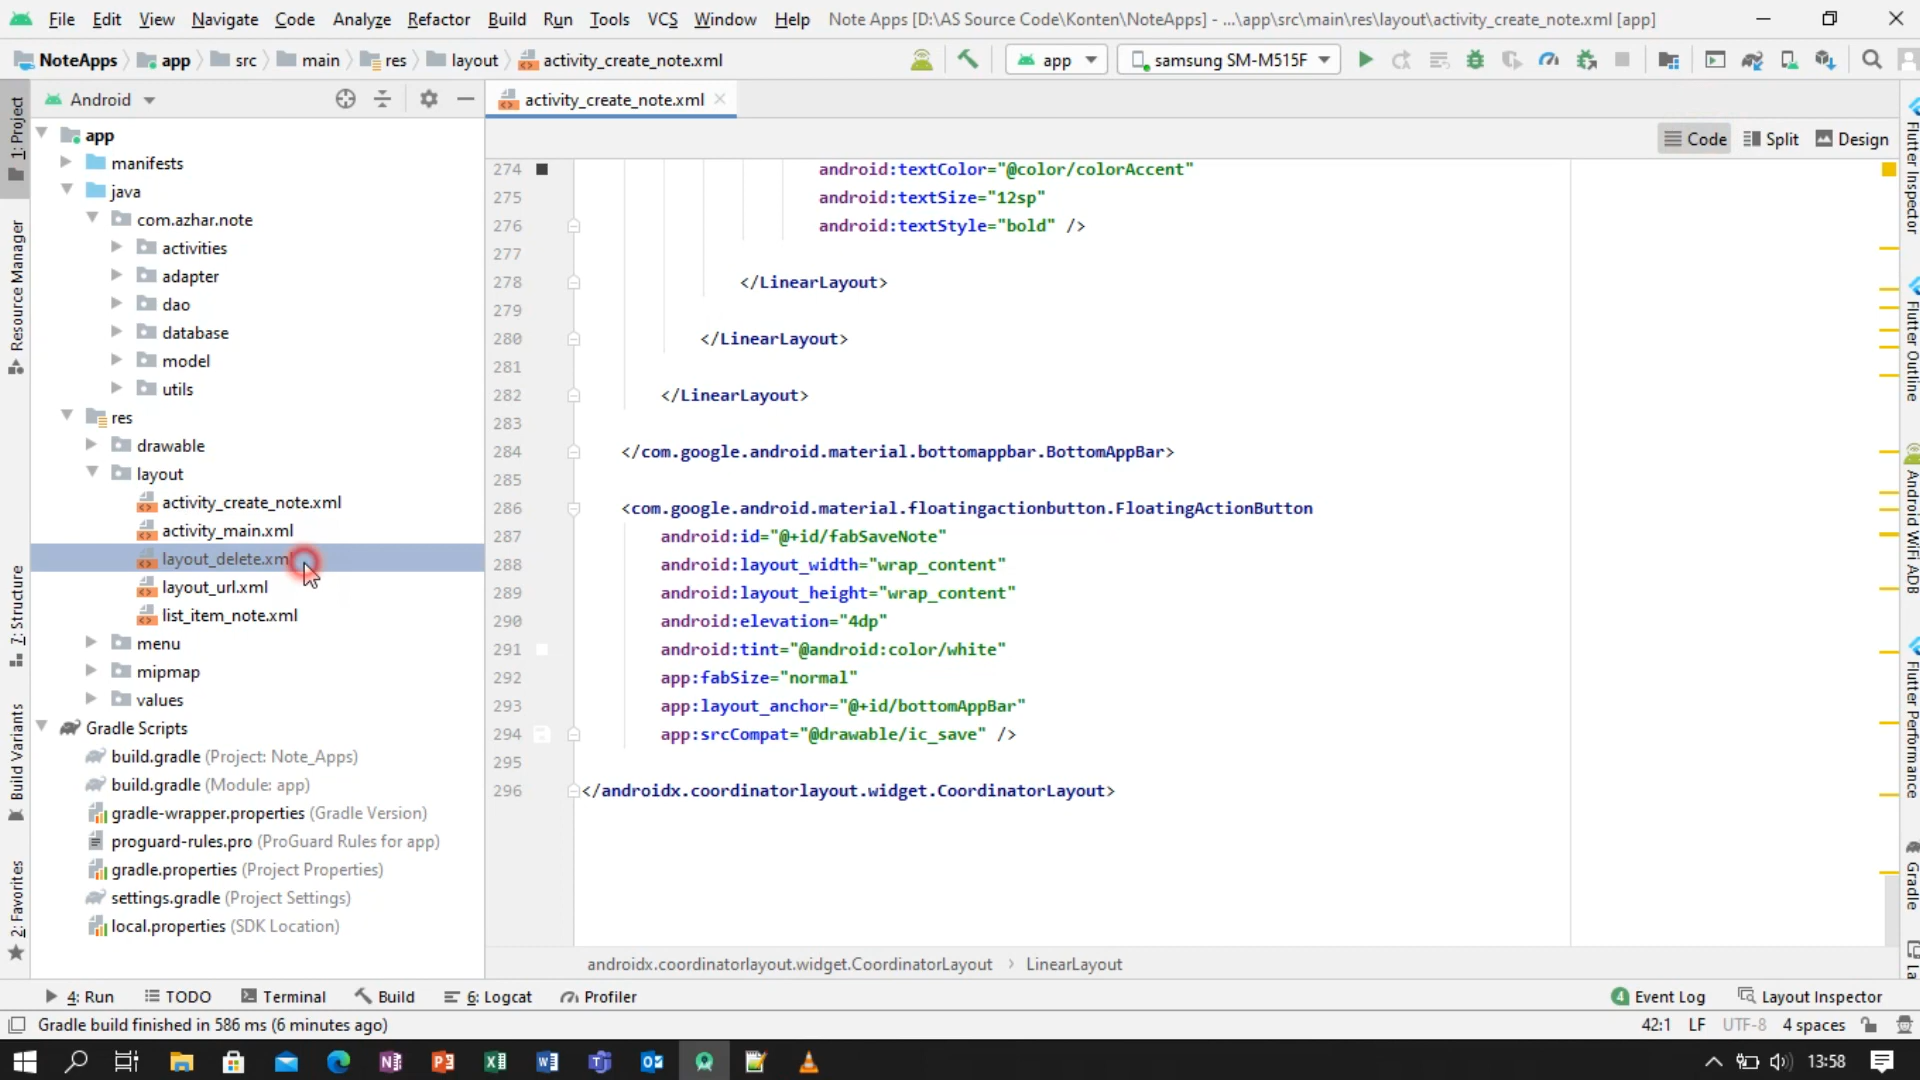 File Edit View Navigate Code Analyze Refactor Build Run Tools VCS Window Help Note Apps [D:\AS Source Code\Konten\NoteApps] - ...\app\src\main\res\layout\activity_create_note.xml [app]
NoteApps app src main res layout activity_create_note.xml app samsung SM-M515F
1: Project
Resource Manager
7: Structure
Build Variants
2: Favorites
Android
app
manifests
java
com.azhar.note
activities
adapter
dao
database
model
utils
res
drawable
layout
activity_create_note.xml
activity_main.xml
layout_delete.xml
layout_url.xml
list_item_note.xml
menu
mipmap
values
Gradle Scripts
build.gradle (Project: Note_Apps)
build.gradle (Module: app)
gradle-wrapper.properties (Gradle Version)
proguard-rules.pro (ProGuard Rules for app)
gradle.properties (Project Properties)
settings.gradle (Project Settings)
local.properties (SDK Location)
activity_create_note.xml
Code Split Design
274 android:textColor="@color/colorAccent"
275 android:textSize="12sp"
276 android:textStyle="bold" />
277
278 </LinearLayout>
279
280 </LinearLayout>
281
282 </LinearLayout>
283
284 </com.google.android.material.bottomappbar.BottomAppBar>
285
286 <com.google.android.material.floatingactionbutton.FloatingActionButton
287 android:id="@+id/fabSaveNote"
288 android:layout_width="wrap_content"
289 android:layout_height="wrap_content"
290 android:elevation="4dp"
291 android:tint="@android:color/white"
292 app:fabSize="normal"
293 app:layout_anchor="@+id/bottomAppBar"
294 app:srcCompat="@drawable/ic_save" />
295
296 </androidx.coordinatorlayout.widget.CoordinatorLayout>
androidx.coordinatorlayout.widget.CoordinatorLayout › LinearLayout
Flutter Inspector
Flutter Outline
Android WiFi ADB
Flutter Performance
Gradle
4: Run TODO Terminal Build 6: Logcat Profiler 4 Event Log Layout Inspector
Gradle build finished in 586 ms (6 minutes ago) 42:1 LF UTF-8 4 spaces
13:58